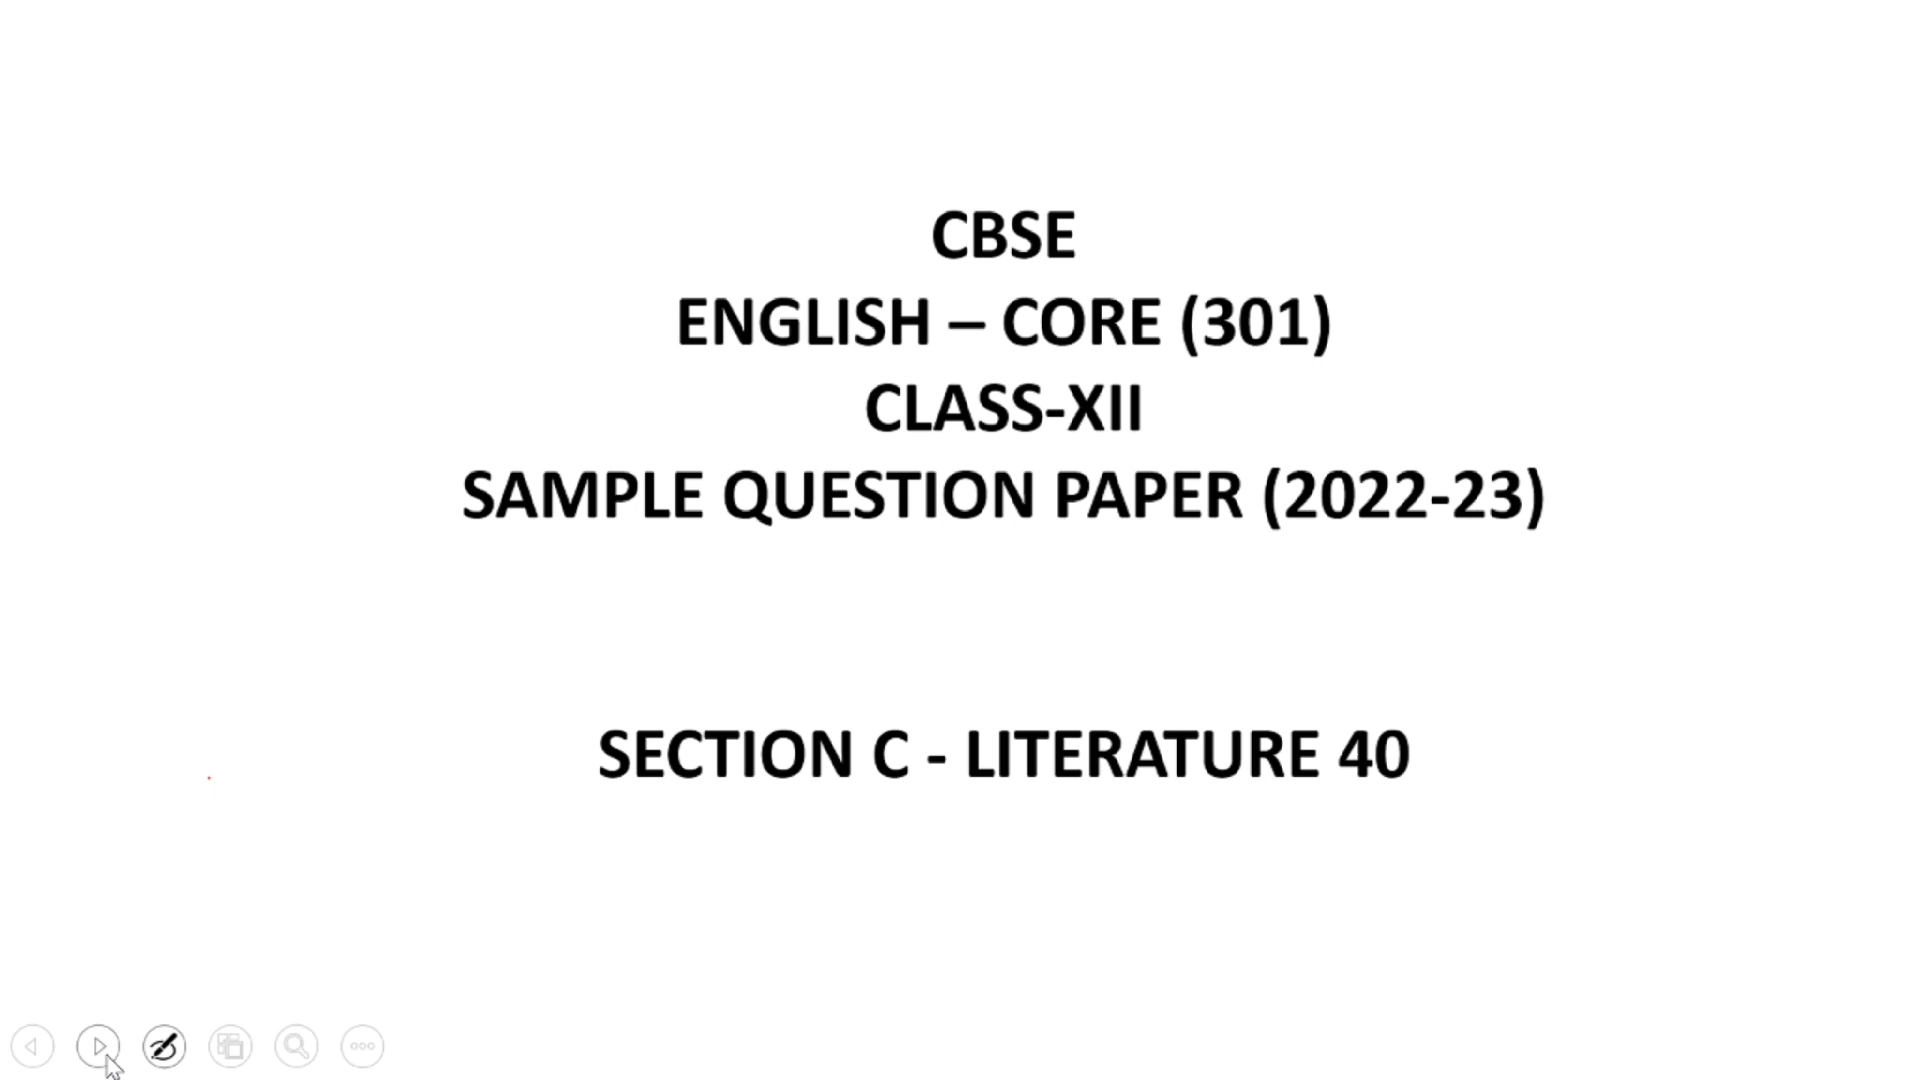 CBSE
ENGLISH – CORE (301)
CLASS-XII
SAMPLE QUESTION PAPER (2022-23)
SECTION C - LITERATURE 40